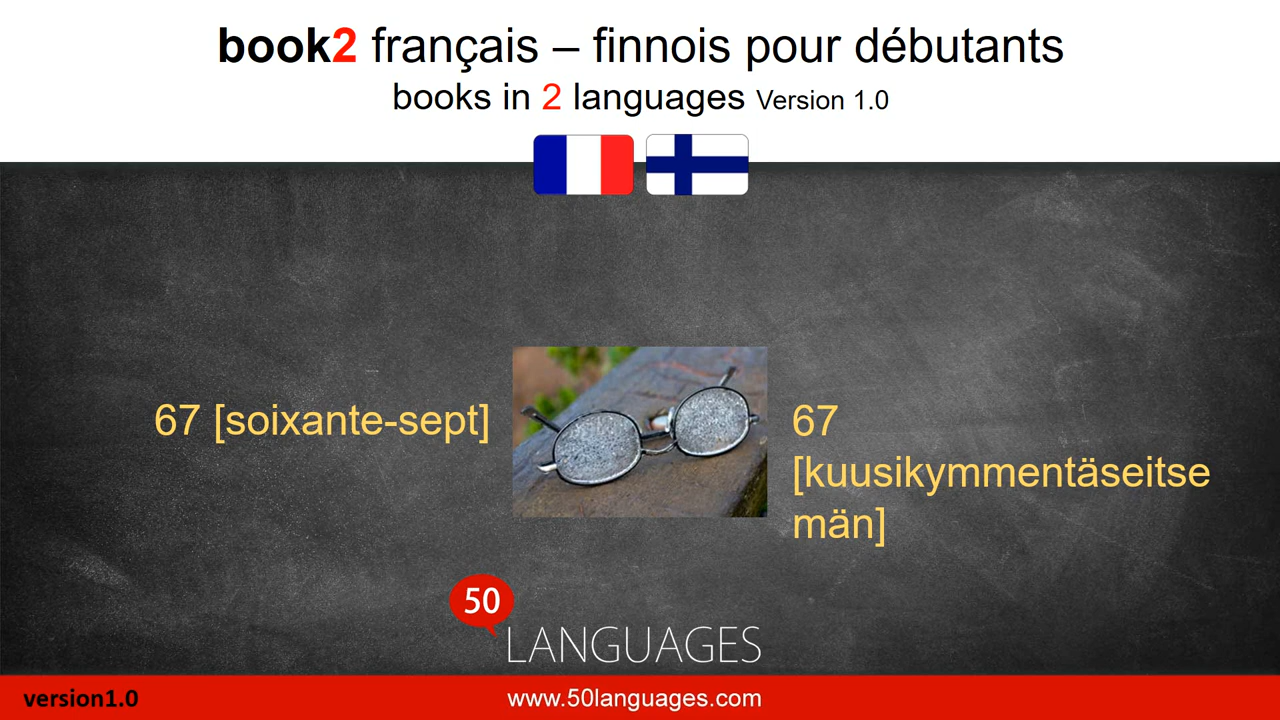 book2 français – finnois pour débutants
books in 2 languages Version 1.0
67 [soixante-sept]
67
[kuusikymmentäseitse
män]
50
LANGUAGES
version1.0
www.50languages.com